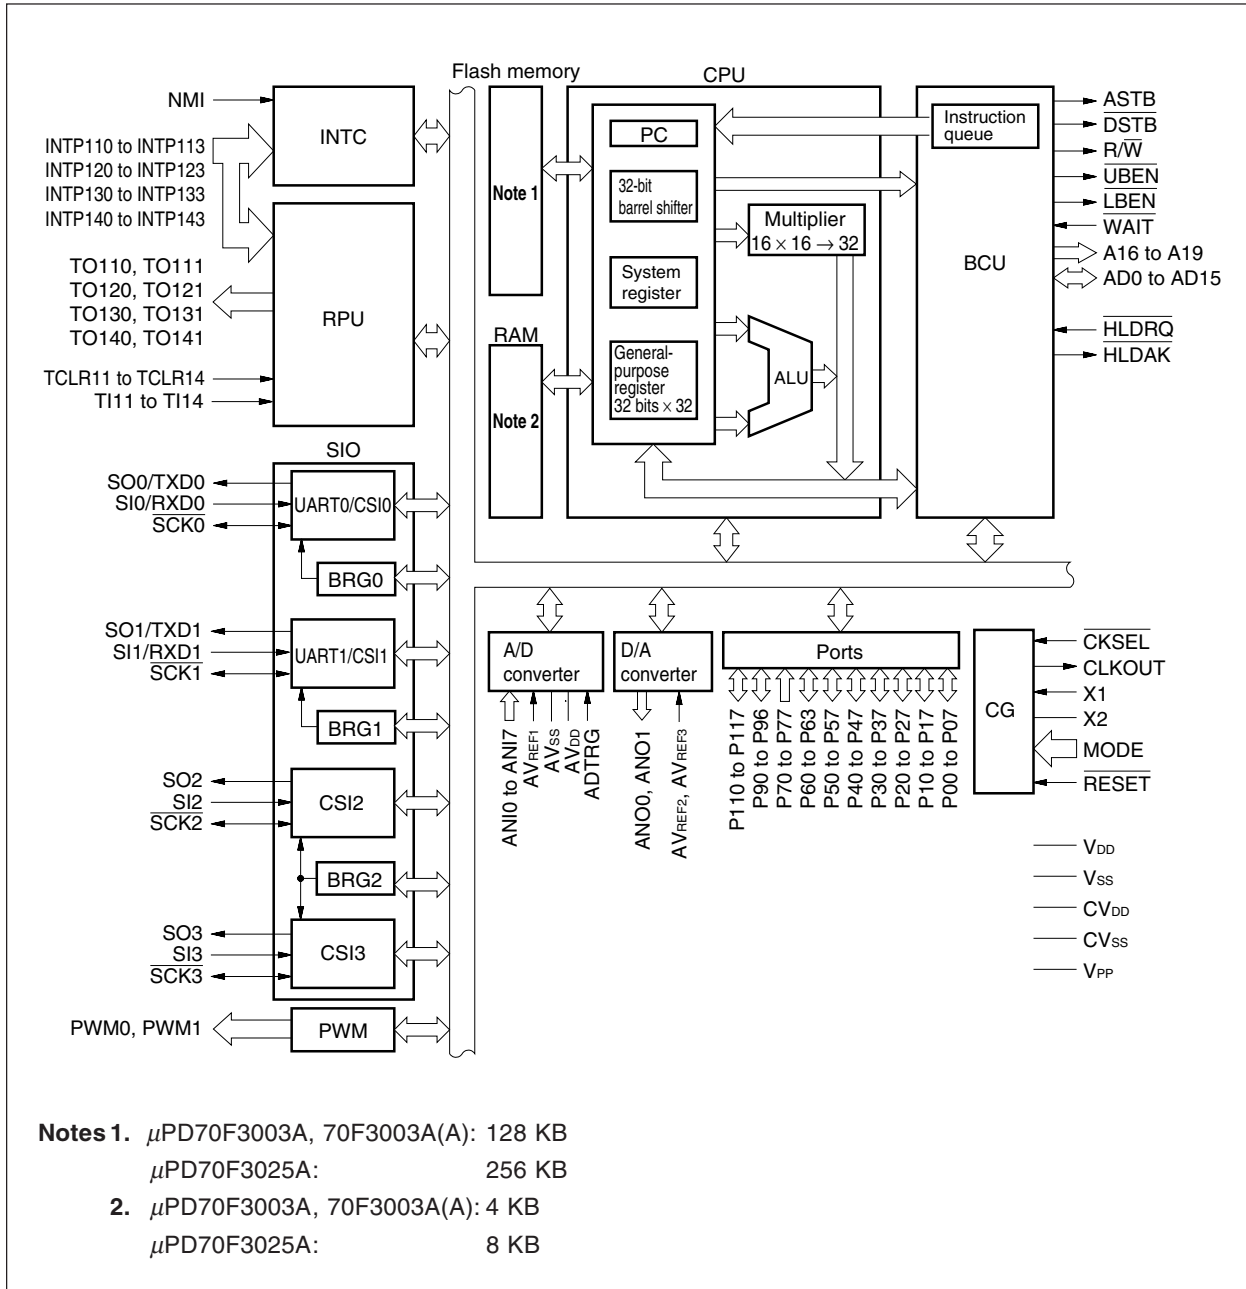 Flash memory
CPU
NMI
INTP110 to INTP113
INTP120 to INTP123
INTP130 to INTP133
INTP140 to INTP143
INTC
TO110, TO111
TO120, TO121
TO130, TO131
TO140, TO141
TCLR11 to TCLR14
TI11 to TI14
RPU
Note 1
RAM
Note 2
PC
32-bit
barrel shifter
System
register
General-
purpose
register
32 bits × 32
Multiplier
16 × 16 → 32
ALU
Instruction
queue
BCU
ASTB
DSTB
R/W
UBEN
LBEN
WAIT
A16 to A19
AD0 to AD15
HLDRQ
HLDAK
SIO
SO0/TXD0
SI0/RXD0
SCK0
UART0/CSI0
BRG0
SO1/TXD1
SI1/RXD1
SCK1
UART1/CSI1
BRG1
SO2
SI2
SCK2
CSI2
BRG2
SO3
SI3
SCK3
CSI3
PWM0, PWM1
PWM
A/D
converter
ANI0 to ANI7
AVREF1
AVSS
AVDD
ADTRG
D/A
converter
ANO0, ANO1
AVREF2, AVREF3
Ports
P110 to P117
P90 to P96
P70 to P77
P60 to P63
P50 to P57
P40 to P47
P30 to P37
P20 to P27
P10 to P17
P00 to P07
CG
CKSEL
CLKOUT
X1
X2
MODE
RESET
VDD
VSS
CVDD
CVSS
VPP
Notes 1. μPD70F3003A, 70F3003A(A): 128 KB
μPD70F3025A: 256 KB
2. μPD70F3003A, 70F3003A(A): 4 KB
μPD70F3025A: 8 KB